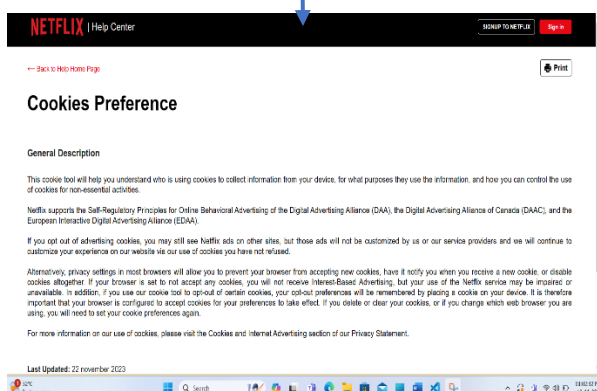 NETFLIX | Help Center
SIGNUP TO NETFLIX
Sign in
← Back to Help Home Page
Print
Cookies Preference
General Description
This cookie tool will help you understand who is using cookies to collect information from your device, for what purposes they use the information, and how you can control the use
of cookies for non-essential activities.
Netflix supports the Self-Regulatory Principles for Online Behavioral Advertising of the Digital Advertising Alliance (DAA), the Digital Advertising Alliance of Canada (DAAC), and the
European Interactive Digital Advertising Alliance (EDAA).
If you opt out of advertising cookies, you may still see Netflix ads on other sites, but those ads will not be customized by us or our service providers and we will continue to
customize your experience on our website via our use of cookies you have not refused.
Alternatively, privacy settings in most browsers will allow you to prevent your browser from accepting new cookies, have it notify you when you receive a new cookie, or disable
cookies altogether. If your browser is set to not accept any cookies, you will not receive Interest-Based Advertising, but your use of the Netflix service may be impaired or
unavailable. In addition, if you use our cookie tool to opt-out of certain cookies, your opt-out preferences will be remembered by placing a cookie on your device. It is therefore
important that your browser is configured to accept cookies for your preferences to take effect. If you delete or clear your cookies, or if you change which web browser you are
using, you will need to set your cookie preferences again.
For more information on our use of cookies, please visit the Cookies and Internet Advertising section of our Privacy Statement.
Last Updated: 22 november 2023
32°C
Search